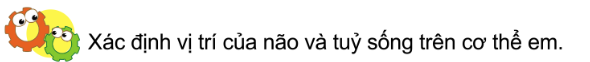 Xác định vị trí của não và tuỷ sống trên cơ thể em.